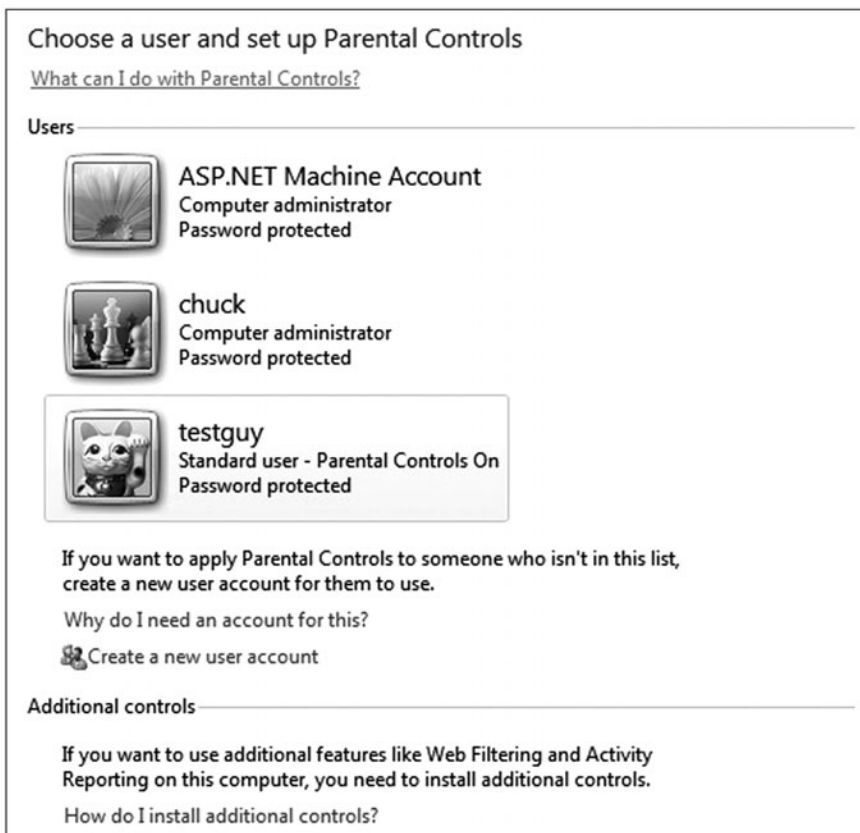 Choose a user and set up Parental Controls
What can I do with Parental Controls?
Users
ASP.NET Machine Account
Computer administrator
Password protected
chuck
Computer administrator
Password protected
testguy
Standard user - Parental Controls On
Password protected
If you want to apply Parental Controls to someone who isn't in this list,
create a new user account for them to use.
Why do I need an account for this?
Create a new user account
Additional controls
If you want to use additional features like Web Filtering and Activity
Reporting on this computer, you need to install additional controls.
How do I install additional controls?